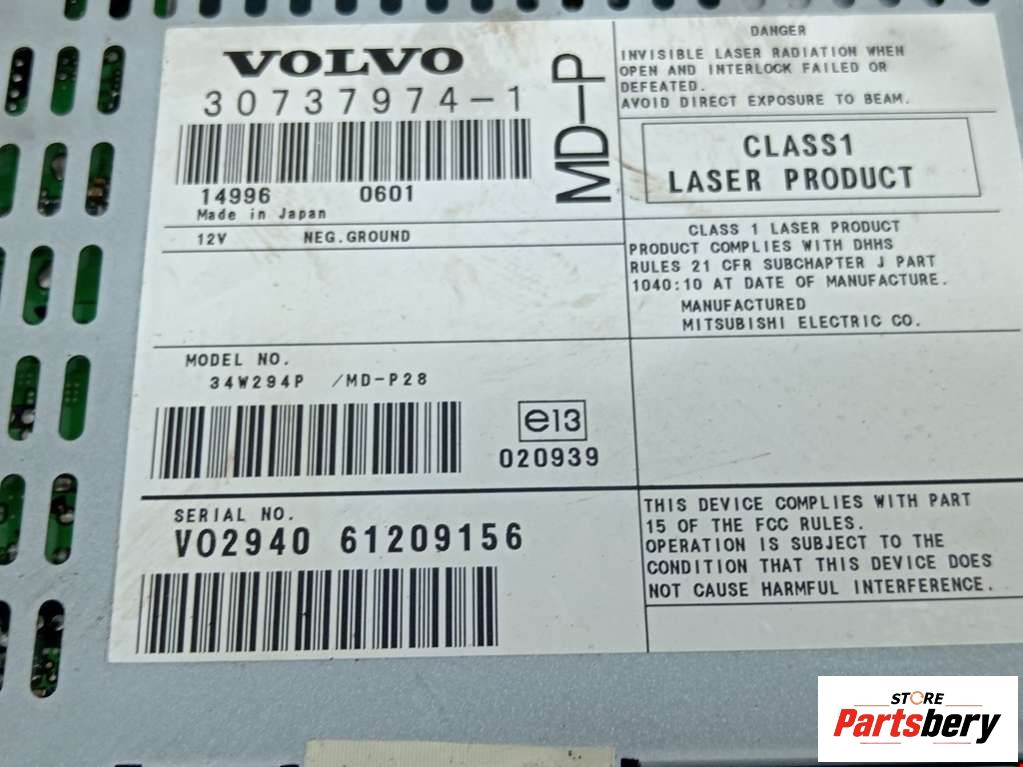 VOLVO
30737974-1
14996 0601
Made in Japan
12V NEG.GROUND
MD-P
DANGER
INVISIBLE LASER RADIATION WHEN
OPEN AND INTERLOCK FAILED OR
DEFEATED.
AVOID DIRECT EXPOSURE TO BEAM.
CLASS1
LASER PRODUCT
CLASS 1 LASER PRODUCT
PRODUCT COMPLIES WITH DHHS
RULES 21 CFR SUBCHAPTER J PART
1040:10 AT DATE OF MANUFACTURE.
MANUFACTURED
MITSUBISHI ELECTRIC CO.
MODEL NO.
34W294P /MD-P28
e13
020939
SERIAL NO.
VO2940 61209156
THIS DEVICE COMPLIES WITH PART
15 OF THE FCC RULES.
OPERATION IS SUBJECT TO THE
CONDITION THAT THIS DEVICE DOES
NOT CAUSE HARMFUL INTERFERENCE.
STORE
Partsbery